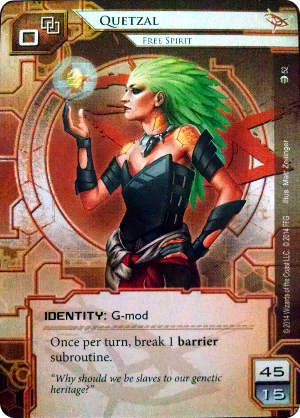 0
QUETZAL
FREE SPIRIT
52
Illus. Matt Zeilinger
© 2014 Wizards of the Coast LLC. © 2014 FFG
IDENTITY: G-mod
Once per turn, break 1 barrier
subroutine.
“Why should we be slaves to our genetic
heritage?”
45
15